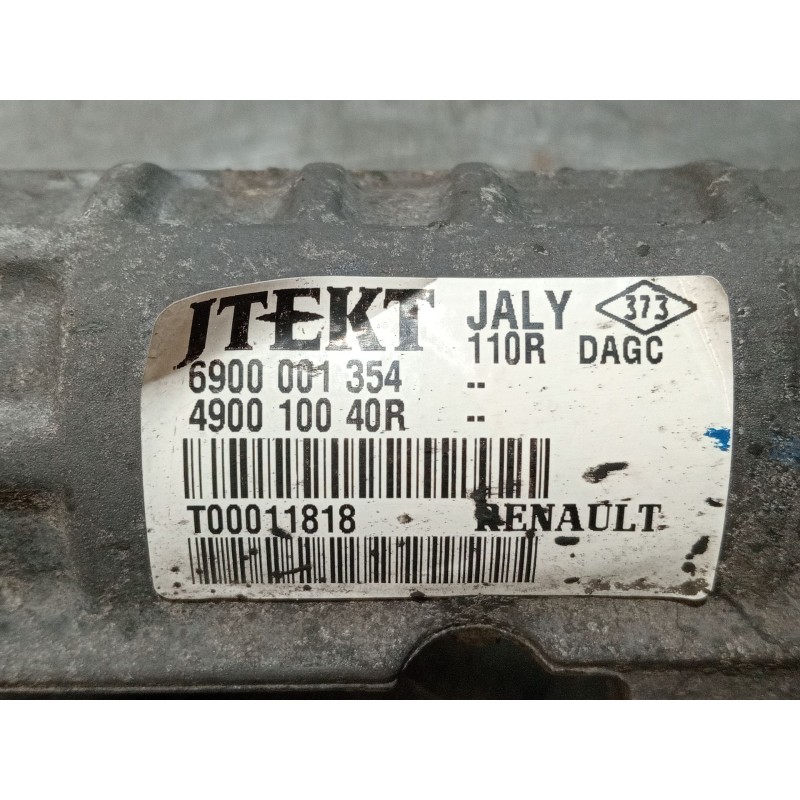 JTEKT JALY 373
110R DAGC
6900 001 354 ..
4900 100 40R ..
T00011818 RENAULT